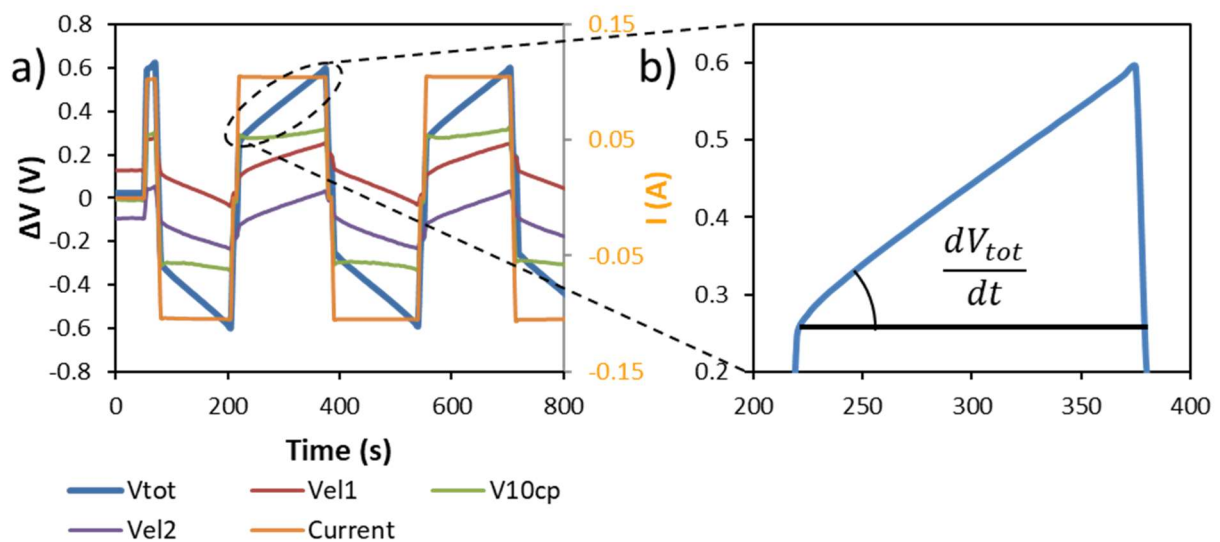 a)
0.8
0.6
0.4
0.2
0
-0.2
-0.4
-0.6
-0.8
ΔV (V)
0 200 400 600 800
Time (s)
0.15
0.05
-0.05
-0.15
I (A)
Vtot Vel1 V10cp
Vel2 Current
b)
0.6
0.5
0.4
0.3
0.2
dV_tot
dt
200 250 300 350 400